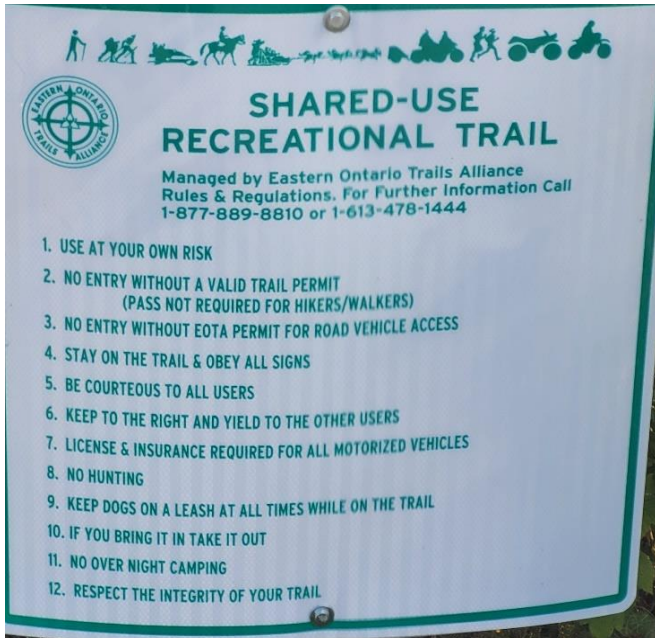 EASTERN ONTARIO
TRAILS ALLIANCE
SHARED-USE
RECREATIONAL TRAIL
Managed by Eastern Ontario Trails Alliance
Rules & Regulations. For Further Information Call
1-877-889-8810 or 1-613-478-1444
1. USE AT YOUR OWN RISK
2. NO ENTRY WITHOUT A VALID TRAIL PERMIT
(PASS NOT REQUIRED FOR HIKERS/WALKERS)
3. NO ENTRY WITHOUT EOTA PERMIT FOR ROAD VEHICLE ACCESS
4. STAY ON THE TRAIL & OBEY ALL SIGNS
5. BE COURTEOUS TO ALL USERS
6. KEEP TO THE RIGHT AND YIELD TO THE OTHER USERS
7. LICENSE & INSURANCE REQUIRED FOR ALL MOTORIZED VEHICLES
8. NO HUNTING
9. KEEP DOGS ON A LEASH AT ALL TIMES WHILE ON THE TRAIL
10. IF YOU BRING IT IN TAKE IT OUT
11. NO OVER NIGHT CAMPING
12. RESPECT THE INTEGRITY OF YOUR TRAIL